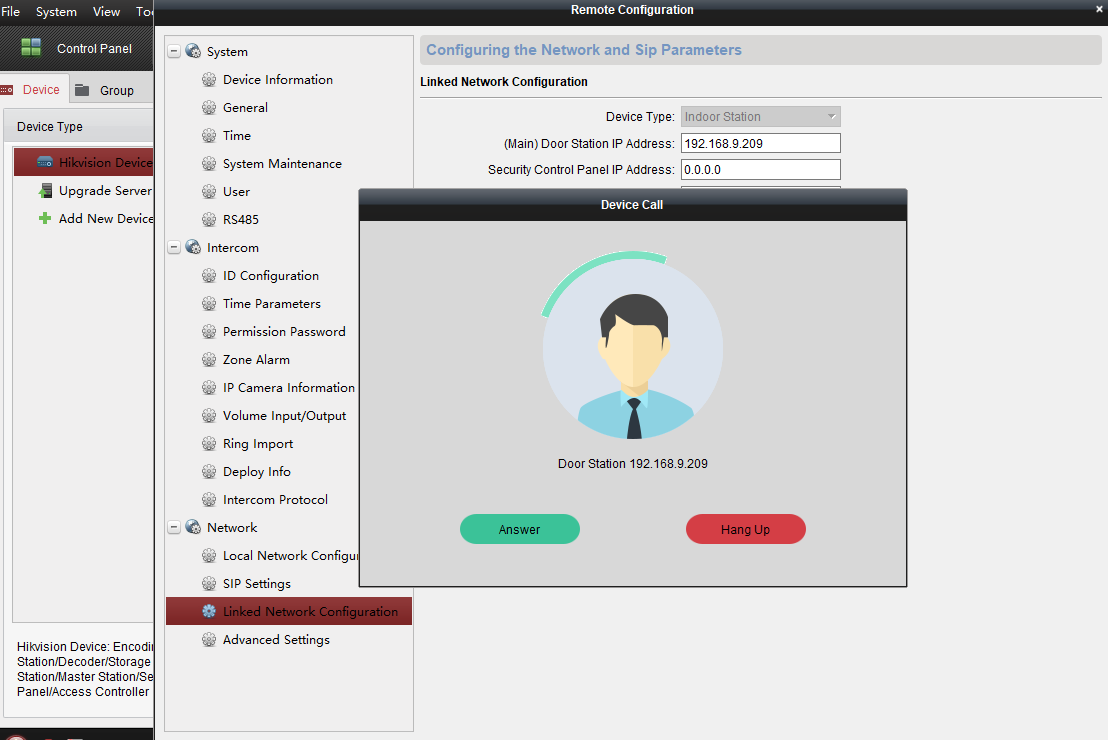 File System View Too
Remote Configuration
×
Control Panel
Device
Group
Device Type
Hikvision Device
Upgrade Server
Add New Device
Hikvision Device: Encodin
Station/Decoder/Storage
Station/Master Station/Se
Panel/Access Controller
System
Device Information
General
Time
System Maintenance
User
RS485
Intercom
ID Configuration
Time Parameters
Permission Password
Zone Alarm
IP Camera Information
Volume Input/Output
Ring Import
Deploy Info
Intercom Protocol
Network
Local Network Configur
SIP Settings
Linked Network Configuration
Advanced Settings
Configuring the Network and Sip Parameters
Linked Network Configuration
Device Type: Indoor Station
(Main) Door Station IP Address: 192.168.9.209
Security Control Panel IP Address: 0.0.0.0
Device Call
Door Station 192.168.9.209
Answer
Hang Up